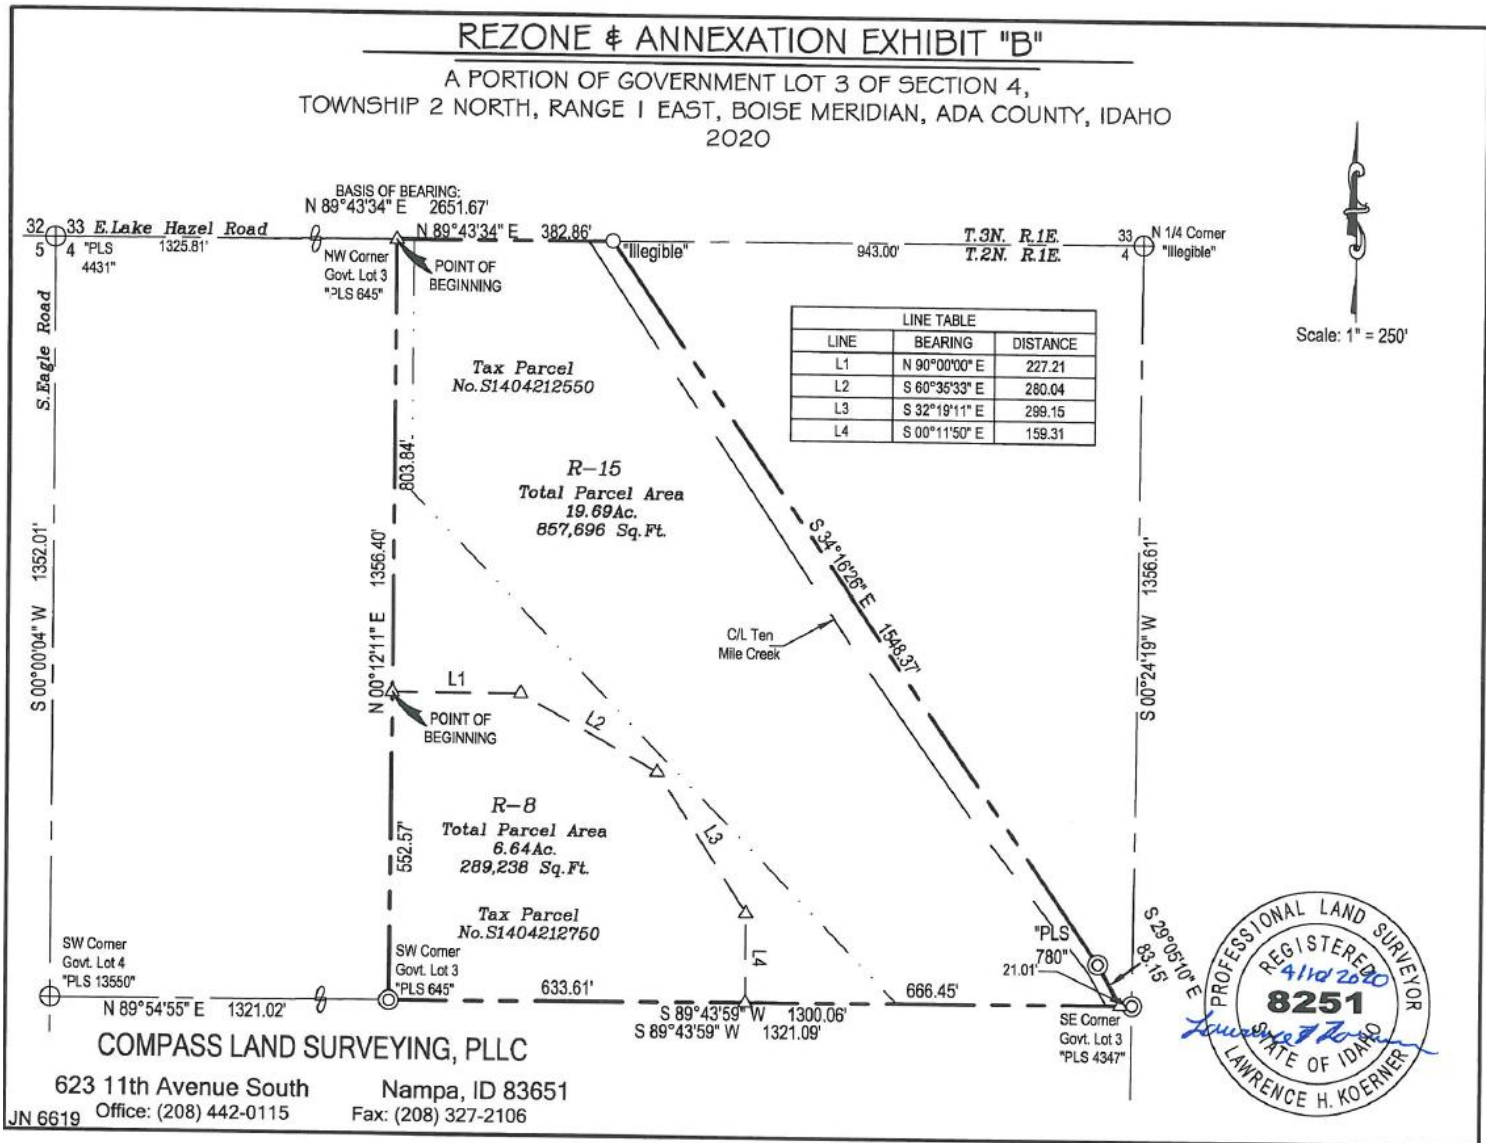 REZONE & ANNEXATION EXHIBIT "B"
A PORTION OF GOVERNMENT LOT 3 OF SECTION 4,
TOWNSHIP 2 NORTH, RANGE 1 EAST, BOISE MERIDIAN, ADA COUNTY, IDAHO
2020
BASIS OF BEARING:
N 89°43'34" E 2651.67'
32 33 E.Lake Hazel Road
5 4 "PLS 4431"
1325.81'
N 89°43'34" E 382.86'
"Illegible"
943.00'
T.3N. R.1E.
T.2N. R.1E.
33
4
N 1/4 Corner
"Illegible"
NW Corner
Govt. Lot 3
"PLS 645"
POINT OF
BEGINNING
Scale: 1" = 250'
S.Eagle Road
S 00°00'04" W 1352.01'
LINE TABLE
LINE BEARING DISTANCE
L1 N 90°00'00" E 227.21
L2 S 60°35'33" E 280.04
L3 S 32°19'11" E 299.15
L4 S 00°11'50" E 159.31
Tax Parcel
No.S1404212550
803.84'
R-15
Total Parcel Area
19.69Ac.
857,696 Sq.Ft.
N 00°12'11" E 1356.40'
S 34°16'26" E 1548.37'
C/L Ten
Mile Creek
S 00°24'19" W 1356.61'
L1
L2
L3
L4
POINT OF
BEGINNING
552.57'
R-8
Total Parcel Area
6.64Ac.
289,238 Sq.Ft.
Tax Parcel
No.S1404212750
SW Corner
Govt. Lot 4
"PLS 13550"
SW Corner
Govt. Lot 3
"PLS 645"
N 89°54'55" E 1321.02'
633.61'
666.45'
S 89°43'59" W 1300.06'
S 89°43'59" W 1321.09'
"PLS
780"
21.01'
S 29°05'10" E
83.15'
SE Corner
Govt. Lot 3
"PLS 4347"
PROFESSIONAL LAND SURVEYOR
REGISTERED
8251
STATE OF IDAHO
LAWRENCE H. KOERNER
COMPASS LAND SURVEYING, PLLC
623 11th Avenue South Nampa, ID 83651
JN 6619 Office: (208) 442-0115 Fax: (208) 327-2106